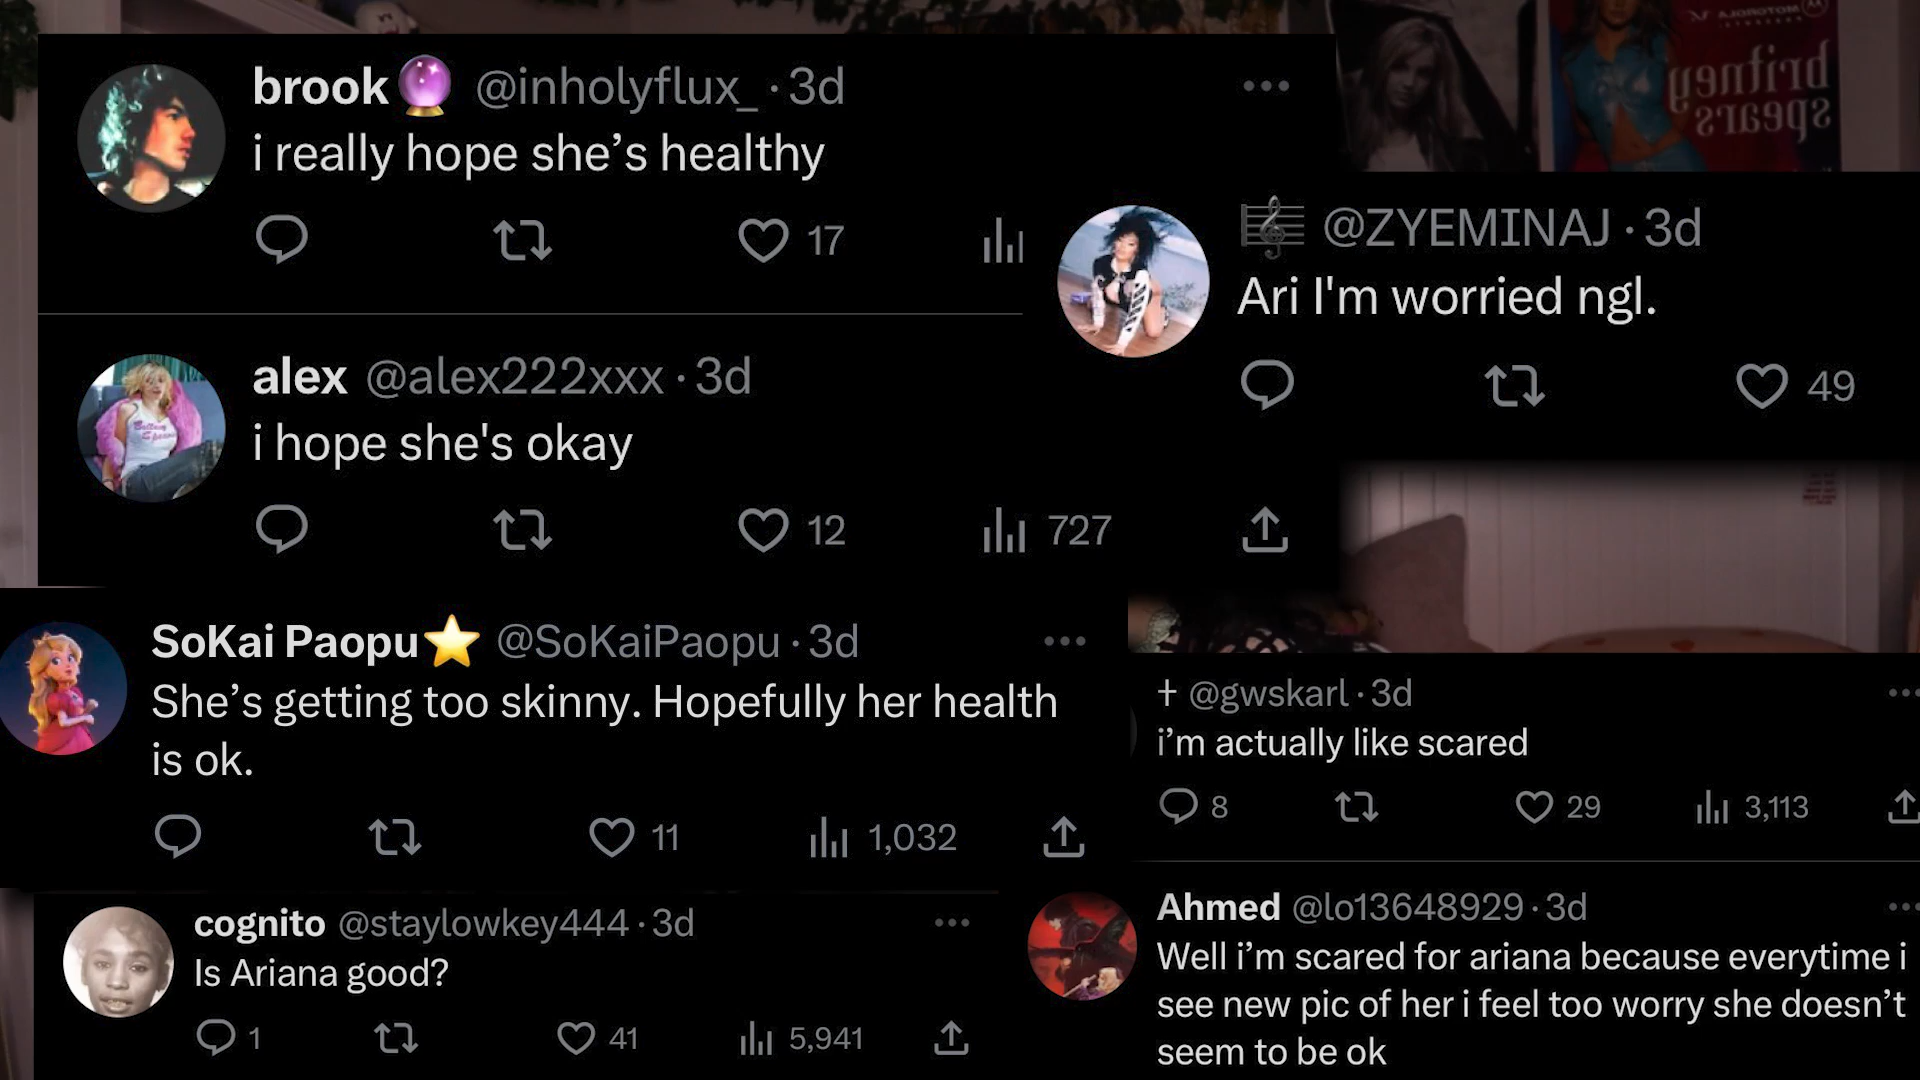 brook🔮 @inholyflux_ · 3d
i really hope she’s healthy
17
alex @alex222xxx · 3d
i hope she's okay
12 727
britney
spears
MOTOROLA
🎼 @ZYEMINAJ · 3d
Ari I'm worried ngl.
49
SoKai Paopu⭐ @SoKaiPaopu · 3d
She’s getting too skinny. Hopefully her health
is ok.
11 1,032
† @gwskarl · 3d
i’m actually like scared
8 29 3,113
cognito @staylowkey444 · 3d
Is Ariana good?
1 41 5,941
Ahmed @lo13648929 · 3d
Well i’m scared for ariana because everytime i
see new pic of her i feel too worry she doesn’t
seem to be ok